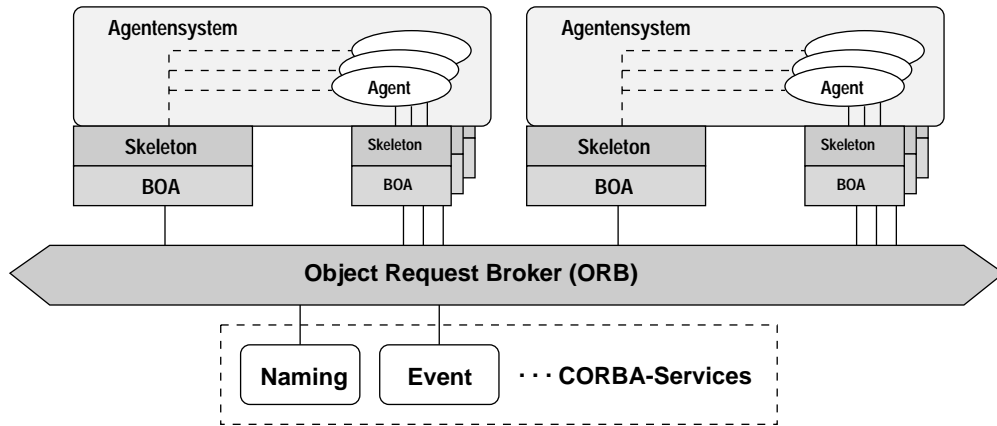 Agentensystem
Agent
Skeleton
BOA
Skeleton
BOA
Agentensystem
Agent
Skeleton
BOA
Skeleton
BOA
Object Request Broker (ORB)
Naming
Event
· · · CORBA-Services